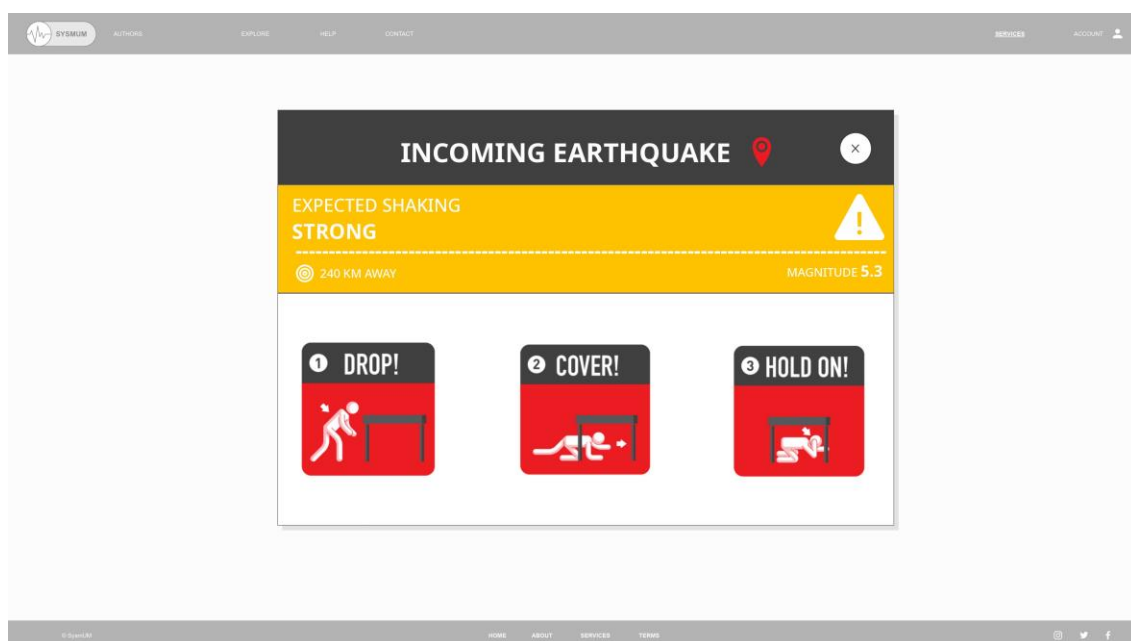 SYSMUM AUTHORS EXPLORE HELP CONTACT SERVICES ACCOUNT
INCOMING EARTHQUAKE
EXPECTED SHAKING
STRONG
240 KM AWAY MAGNITUDE 5.3
1 DROP!
2 COVER!
3 HOLD ON!
© SysmUM HOME ABOUT SERVICES TERMS